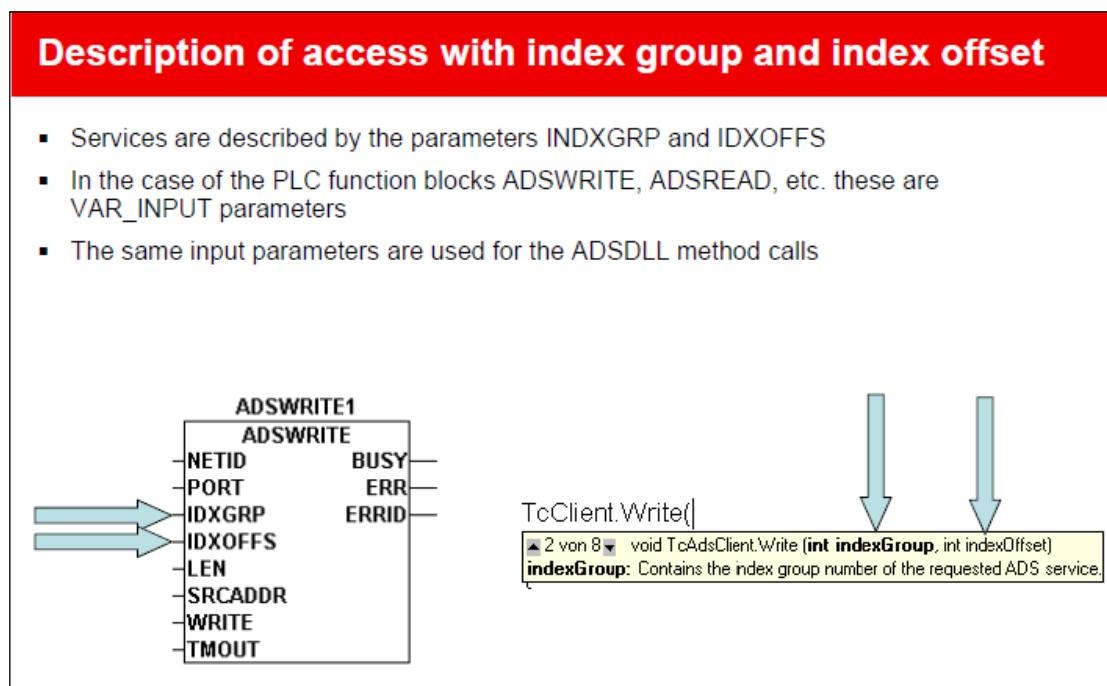 Description of access with index group and index offset
▪ Services are described by the parameters INDXGRP and IDXOFFS
▪ In the case of the PLC function blocks ADSWRITE, ADSREAD, etc. these are
VAR_INPUT parameters
▪ The same input parameters are used for the ADSDLL method calls
ADSWRITE1
ADSWRITE
NETID BUSY
PORT ERR
IDXGRP ERRID
IDXOFFS
LEN
SRCADDR
WRITE
TMOUT
TcClient.Write(
▲ 2 von 8 ▼ void TcAdsClient.Write (int indexGroup, int indexOffset)
indexGroup: Contains the index group number of the requested ADS service.